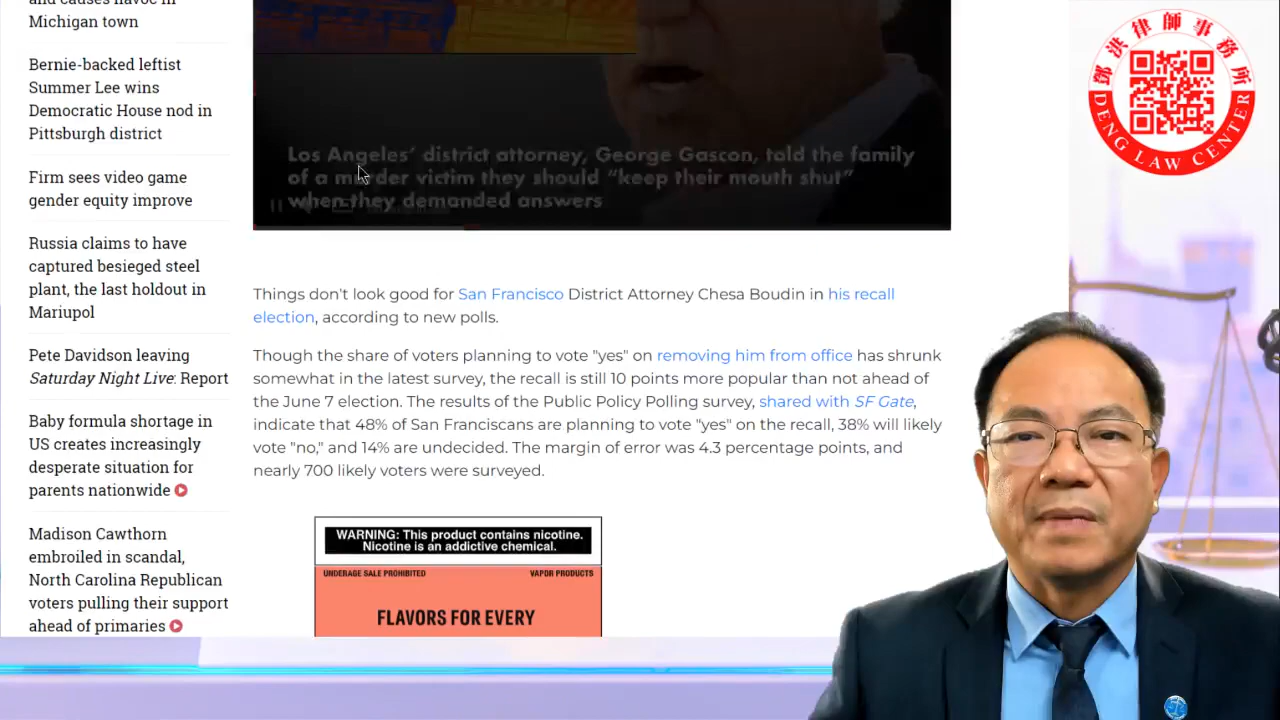 and causes havoc in
Michigan town
Bernie-backed leftist
Summer Lee wins
Democratic House nod in
Pittsburgh district
Firm sees video game
gender equity improve
Russia claims to have
captured besieged steel
plant, the last holdout in
Mariupol
Pete Davidson leaving
Saturday Night Live: Report
Baby formula shortage in
US creates increasingly
desperate situation for
parents nationwide
Madison Cawthorn
embroiled in scandal,
North Carolina Republican
voters pulling their support
ahead of primaries
Los Angeles' district attorney, George Gascon, told the family
of a murder victim they should "keep their mouth shut"
when they demanded answers
Things don't look good for San Francisco District Attorney Chesa Boudin in his recall
election, according to new polls.
Though the share of voters planning to vote "yes" on removing him from office has shrunk
somewhat in the latest survey, the recall is still 10 points more popular than not ahead of
the June 7 election. The results of the Public Policy Polling survey, shared with SF Gate,
indicate that 48% of San Franciscans are planning to vote "yes" on the recall, 38% will likely
vote "no," and 14% are undecided. The margin of error was 4.3 percentage points, and
nearly 700 likely voters were surveyed.
WARNING: This product contains nicotine.
Nicotine is an addictive chemical.
UNDERAGE SALE PROHIBITED VAPOR PRODUCTS
FLAVORS FOR EVERY
鄧洪律師事務所
DENG LAW CENTER